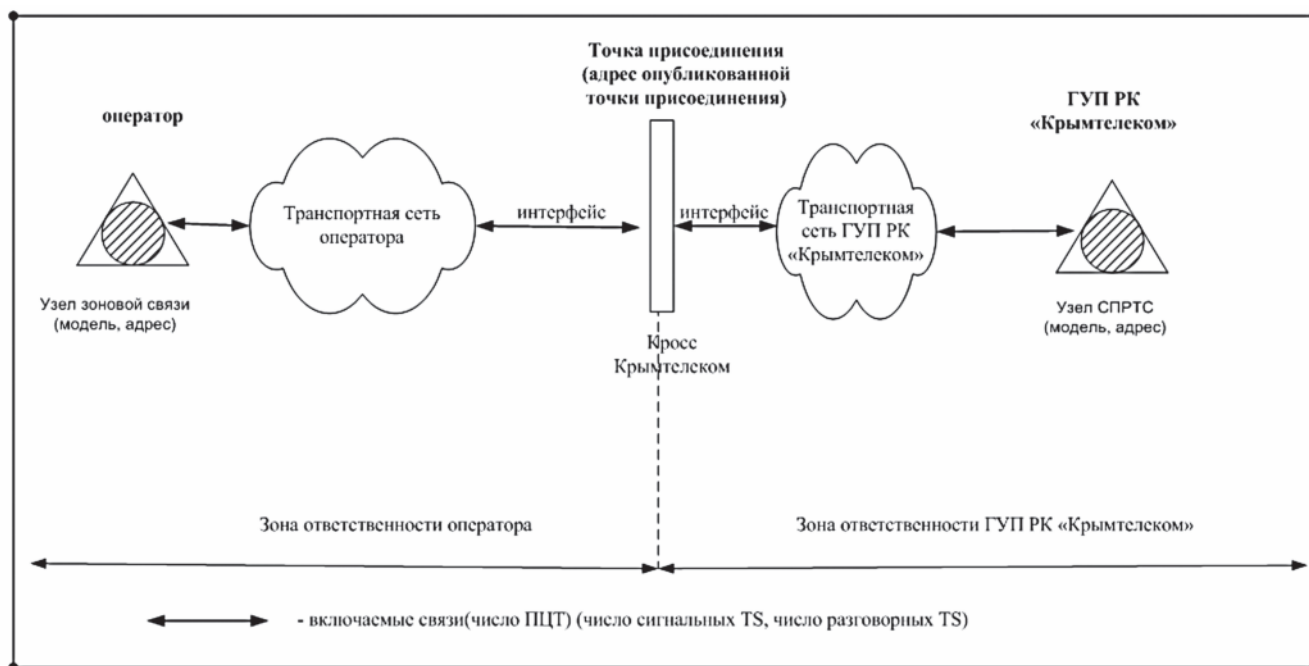 Точка присоединения
(адрес опубликованной
точки присоединения)
оператор
ГУП РК
«Крымтелеком»
Транспортная сеть
оператора
интерфейс
интерфейс
Транспортная
сеть ГУП РК
«Крымтелеком»
Узел зоновой связи
(модель, адрес)
Узел СПРТС
(модель, адрес)
Кросс
Крымтелеком
Зона ответственности оператора
Зона ответственности ГУП РК «Крымтелеком»
- включаемые связи(число ПЦТ) (число сигнальных TS, число разговорных TS)